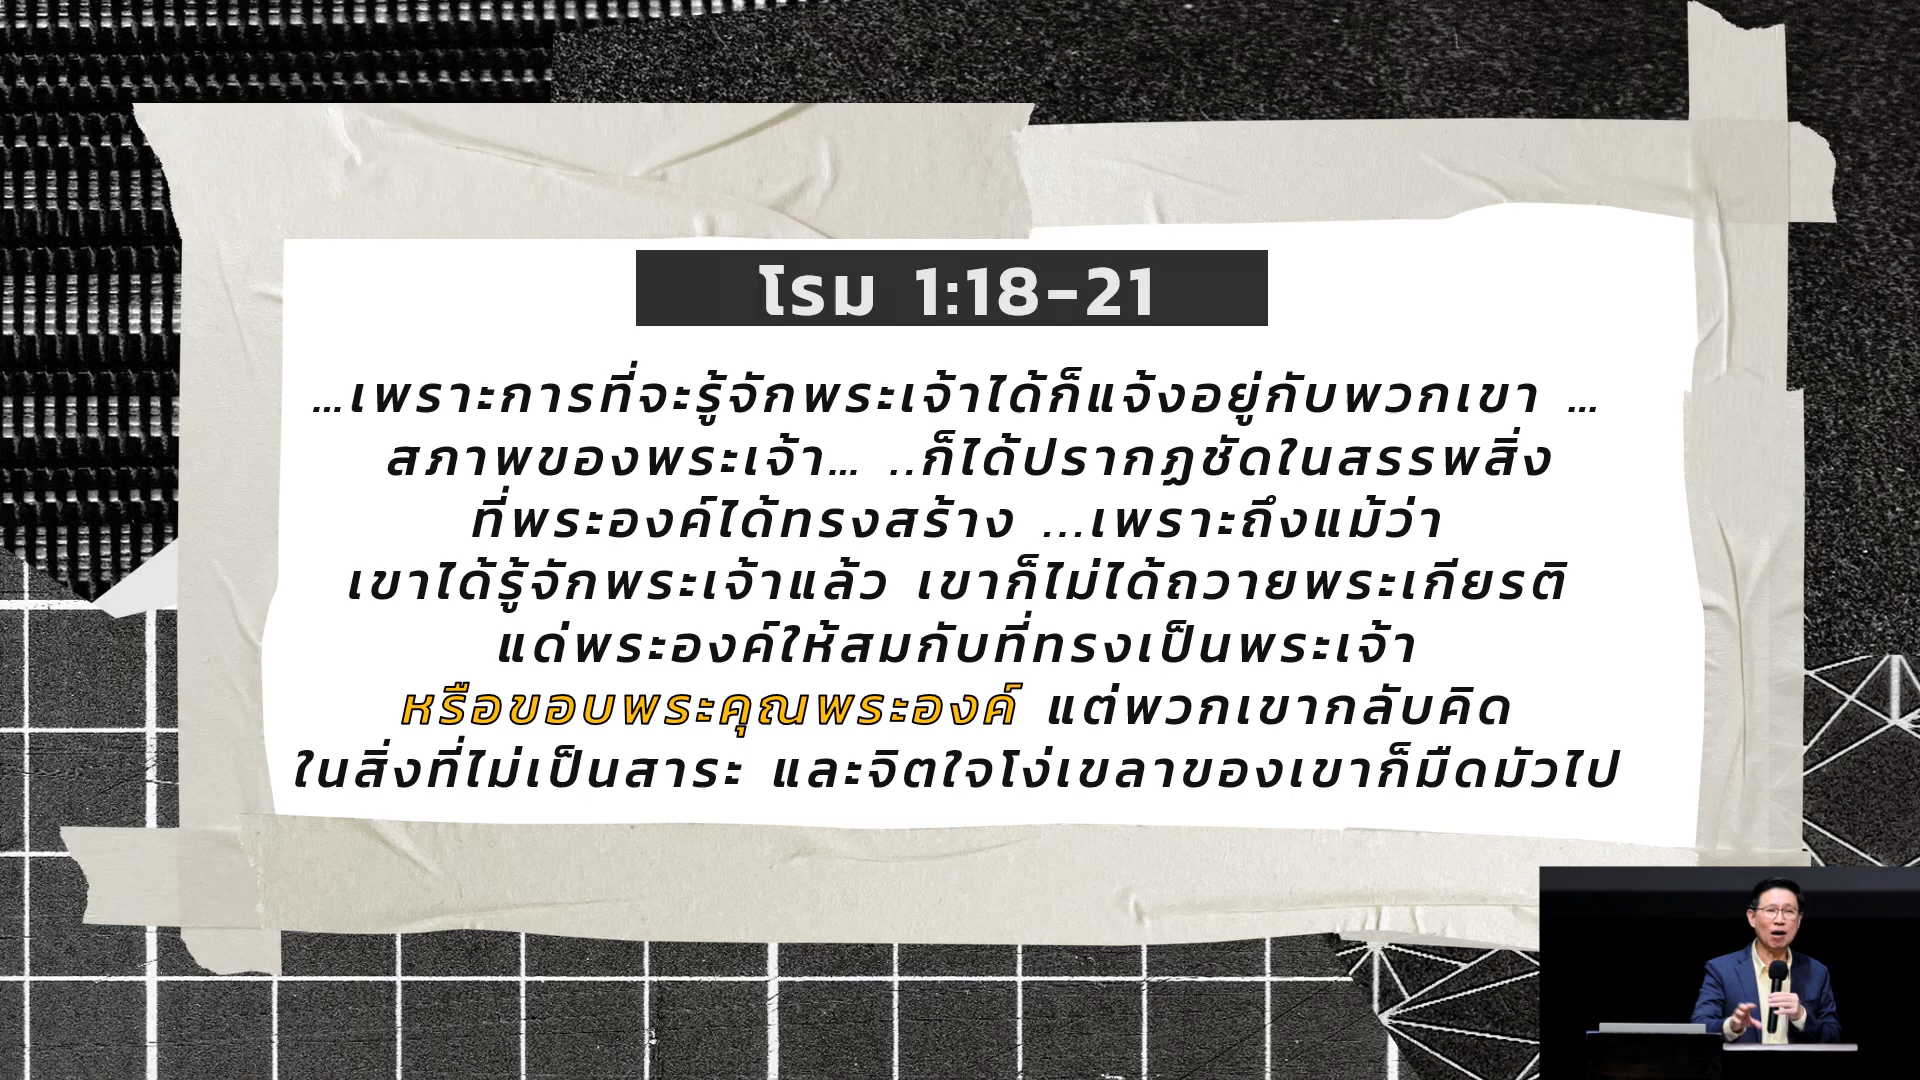 โรม 1:18-21
...เพราะการที่จะรู้จักพระเจ้าได้ก็แจ้งอยู่กับพวกเขา ...
สภาพของพระเจ้า... ..ก็ได้ปรากฏชัดในสรรพสิ่ง
ที่พระองค์ได้ทรงสร้าง ...เพราะถึงแม้ว่า
เขาได้รู้จักพระเจ้าแล้ว เขาก็ไม่ได้ถวายพระเกียรติ
แด่พระองค์ให้สมกับที่ทรงเป็นพระเจ้า
หรือขอบพระคุณพระองค์ แต่พวกเขากลับคิด
ในสิ่งที่ไม่เป็นสาระ และจิตใจโง่เขลาของเขาก็มืดมัวไป